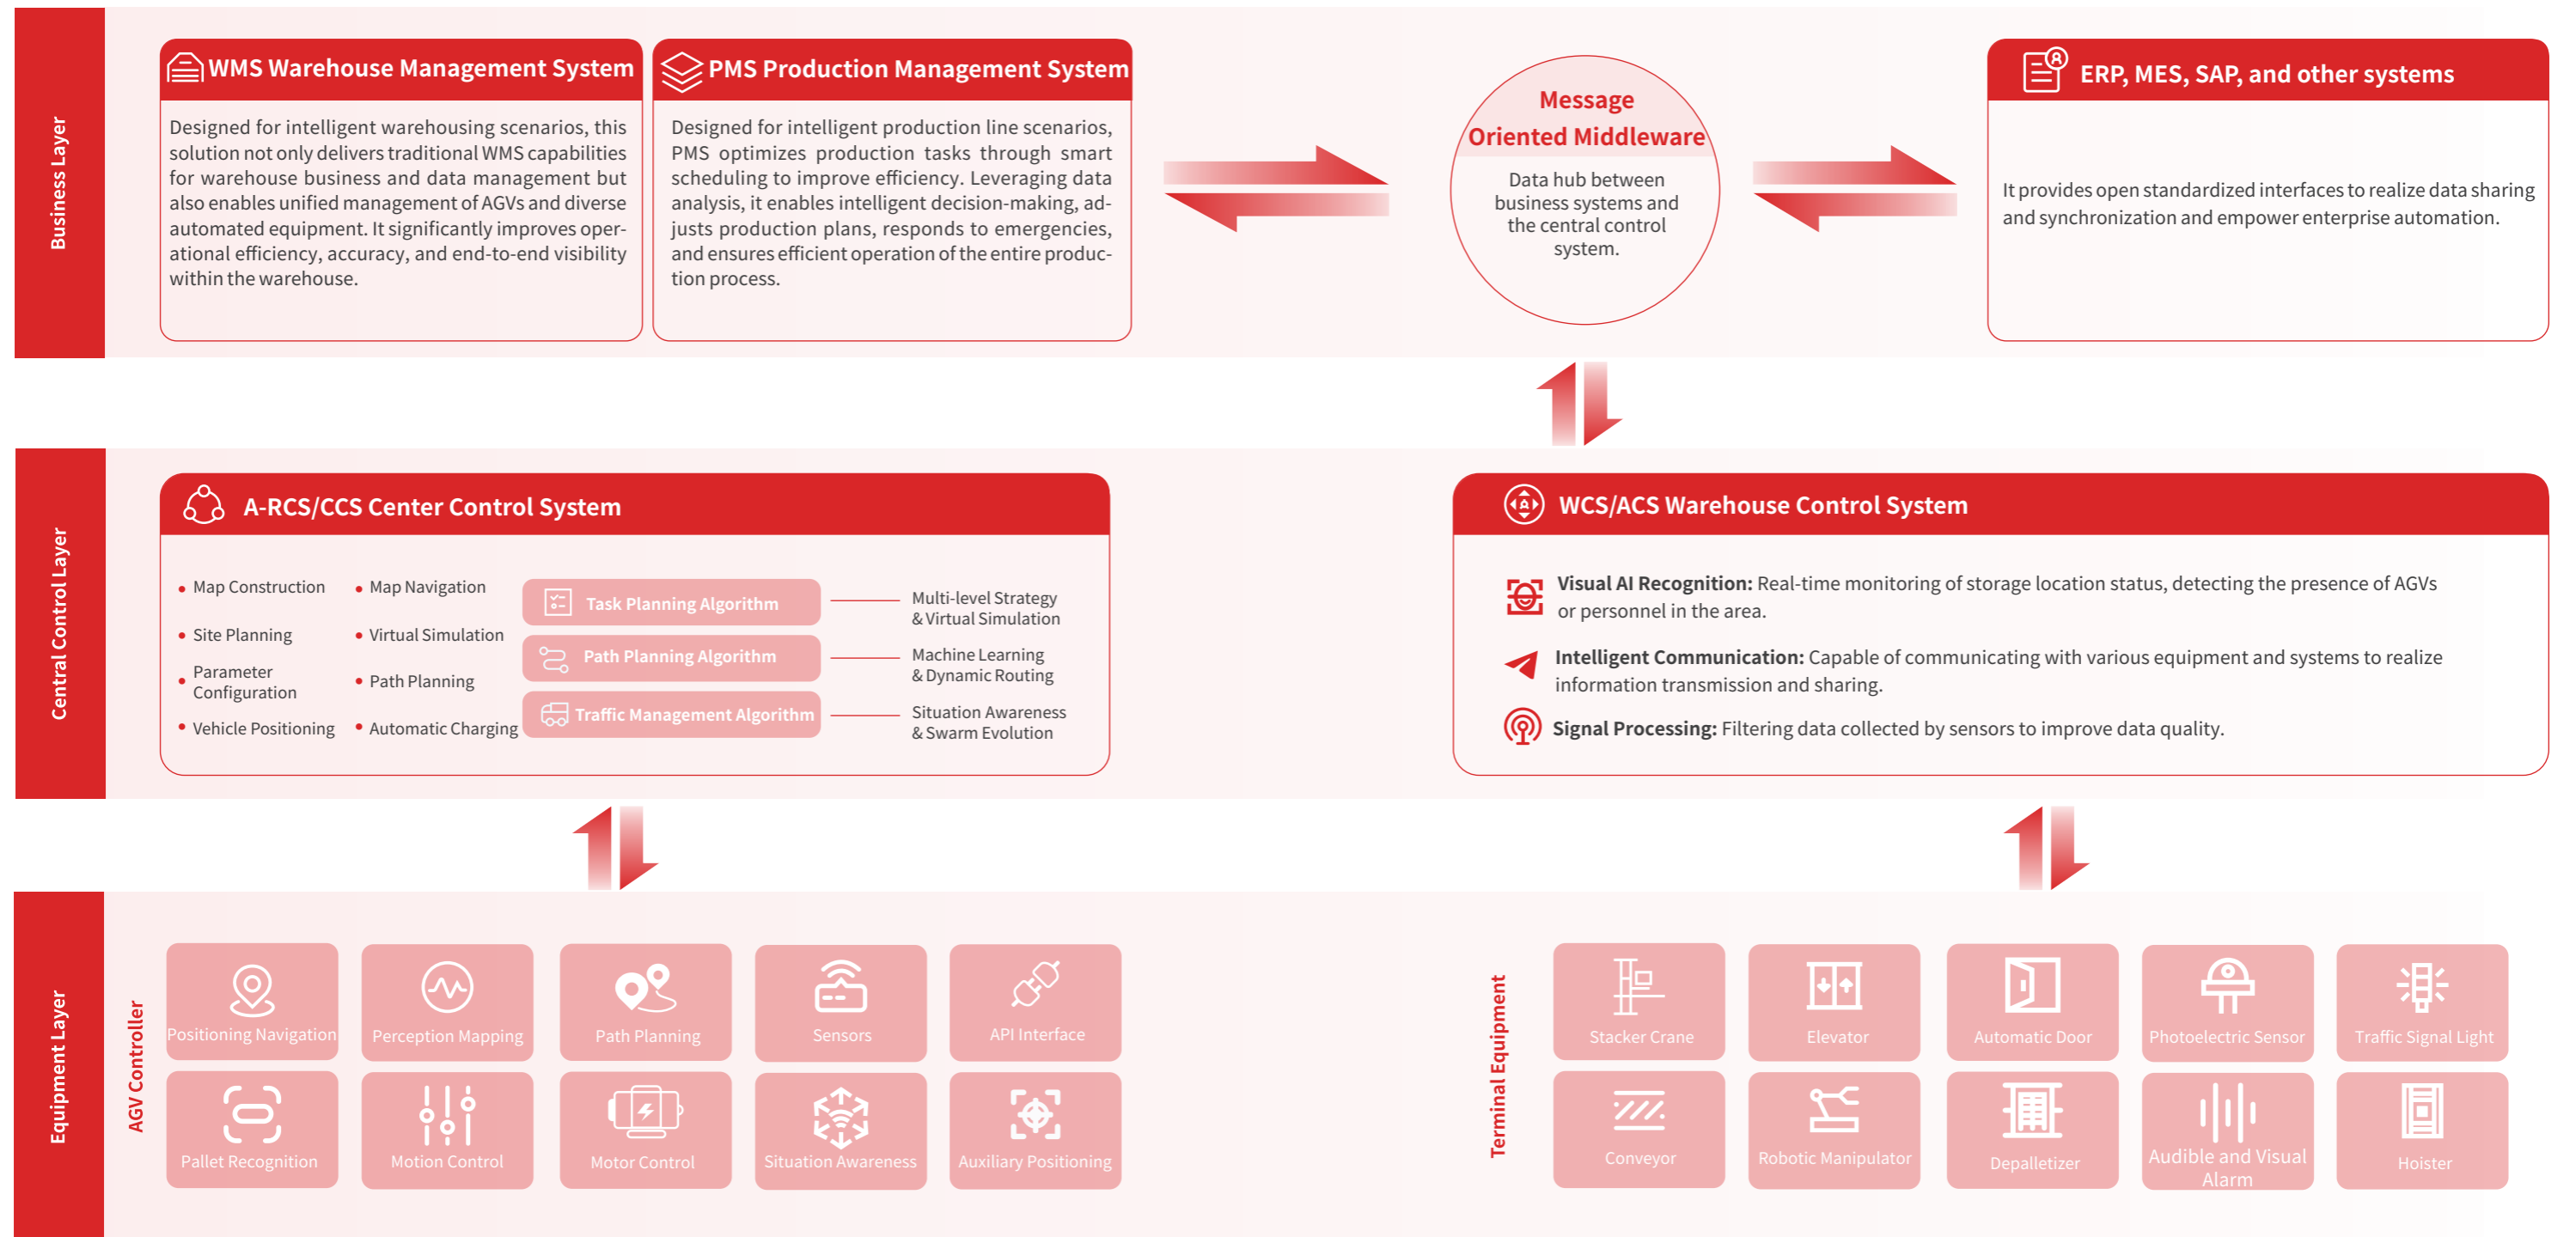 Business Layer
WMS Warehouse Management System
Designed for intelligent warehousing scenarios, this
solution not only delivers traditional WMS capabilities
for warehouse business and data management but
also enables unified management of AGVs and diverse
automated equipment. It significantly improves oper-
ational efficiency, accuracy, and end-to-end visibility
within the warehouse.
PMS Production Management System
Designed for intelligent production line scenarios,
PMS optimizes production tasks through smart
scheduling to improve efficiency. Leveraging data
analysis, it enables intelligent decision-making, ad-
justs production plans, responds to emergencies,
and ensures efficient operation of the entire produc-
tion process.
Message
Oriented Middleware
Data hub between
business systems and
the central control
system.
ERP, MES, SAP, and other systems
It provides open standardized interfaces to realize data sharing
and synchronization and empower enterprise automation.
Central Control Layer
A-RCS/CCS Center Control System
Map Construction
Site Planning
Parameter
Configuration
Vehicle Positioning
Map Navigation
Virtual Simulation
Path Planning
Automatic Charging
Task Planning Algorithm
Multi-level Strategy
& Virtual Simulation
Path Planning Algorithm
Machine Learning
& Dynamic Routing
Traffic Management Algorithm
Situation Awareness
& Swarm Evolution
WCS/ACS Warehouse Control System
Visual AI Recognition: Real-time monitoring of storage location status, detecting the presence of AGVs
or personnel in the area.
Intelligent Communication: Capable of communicating with various equipment and systems to realize
information transmission and sharing.
Signal Processing: Filtering data collected by sensors to improve data quality.
Equipment Layer
AGV Controller
Positioning Navigation
Perception Mapping
Path Planning
Sensors
API Interface
Pallet Recognition
Motion Control
Motor Control
Situation Awareness
Auxiliary Positioning
Terminal Equipment
Stacker Crane
Elevator
Automatic Door
Photoelectric Sensor
Traffic Signal Light
Conveyor
Robotic Manipulator
Depalletizer
Audible and Visual
Alarm
Hoister